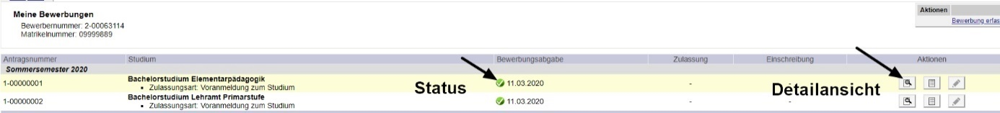 Meine Bewerbungen
Aktionen
Bewerbernummer: 2-00063114
Bewerbung erfas
Matrikelnummer: 09999889
Antragsnummer Studium Bewerbungsabgabe Zulassung Einschreibung Aktionen
Sommersemester 2020
1-00000001 Bachelorstudium Elementarpädagogik 11.03.2020 -
Zulassungsart: Voranmeldung zum Studium
Status Detailansicht
1-00000002 Bachelorstudium Lehramt Primarstufe 11.03.2020 - -
Zulassungsart: Voranmeldung zum Studium